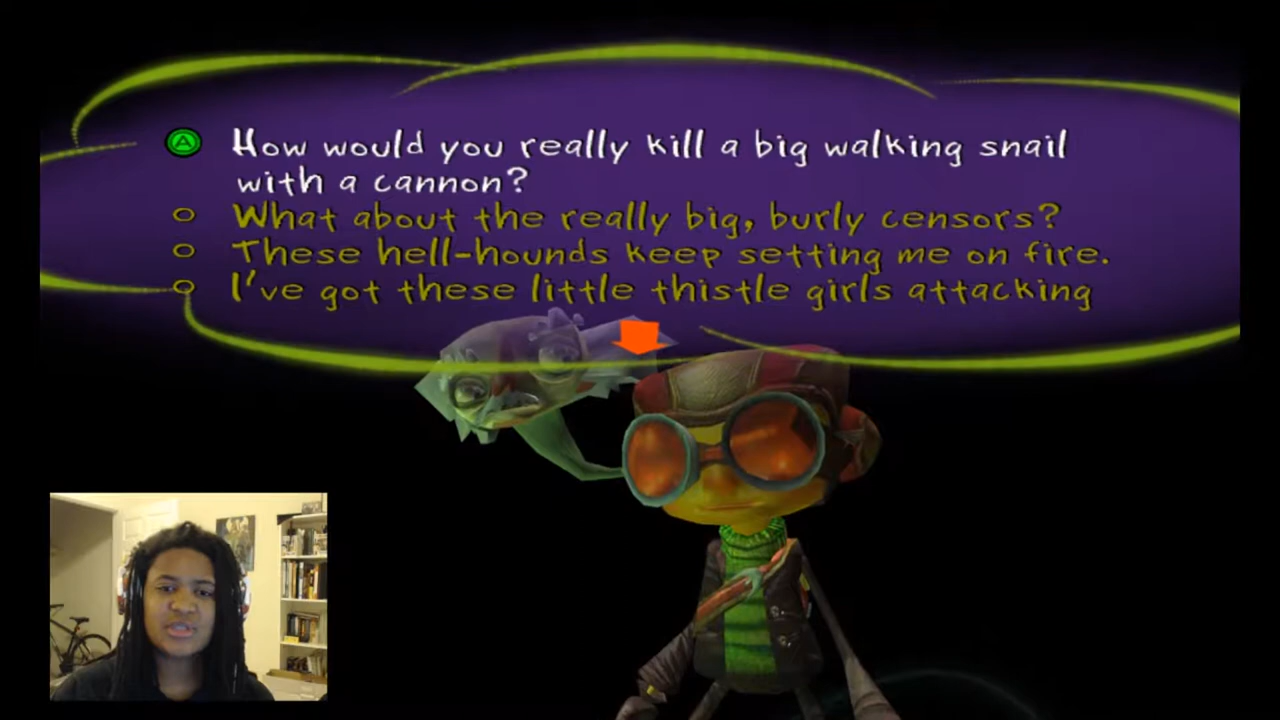 A
How would you really kill a big walking snail
with a cannon?
What about the really big, burly censors?
These hell-hounds keep setting me on fire.
I've got these little thistle girls attacking